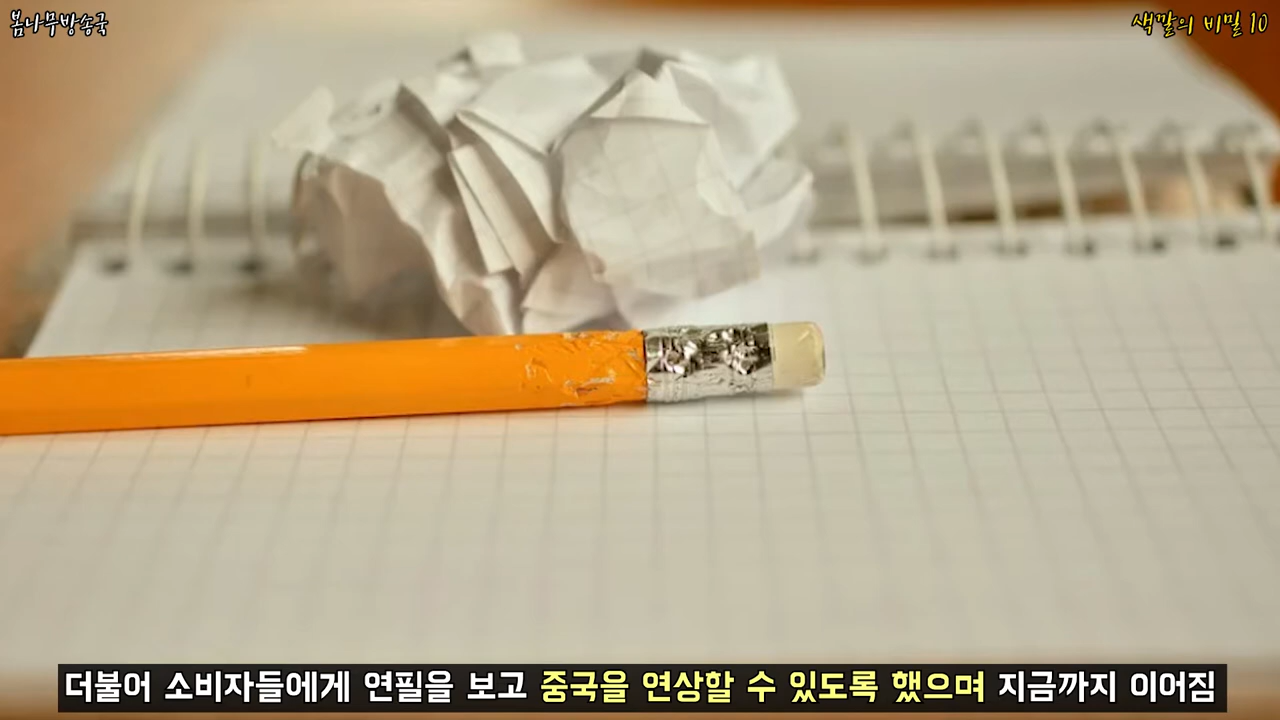 봄나무방송국
색깔의 비밀 10
더불어 소비자들에게 연필을 보고 중국을 연상할 수 있도록 했으며 지금까지 이어짐